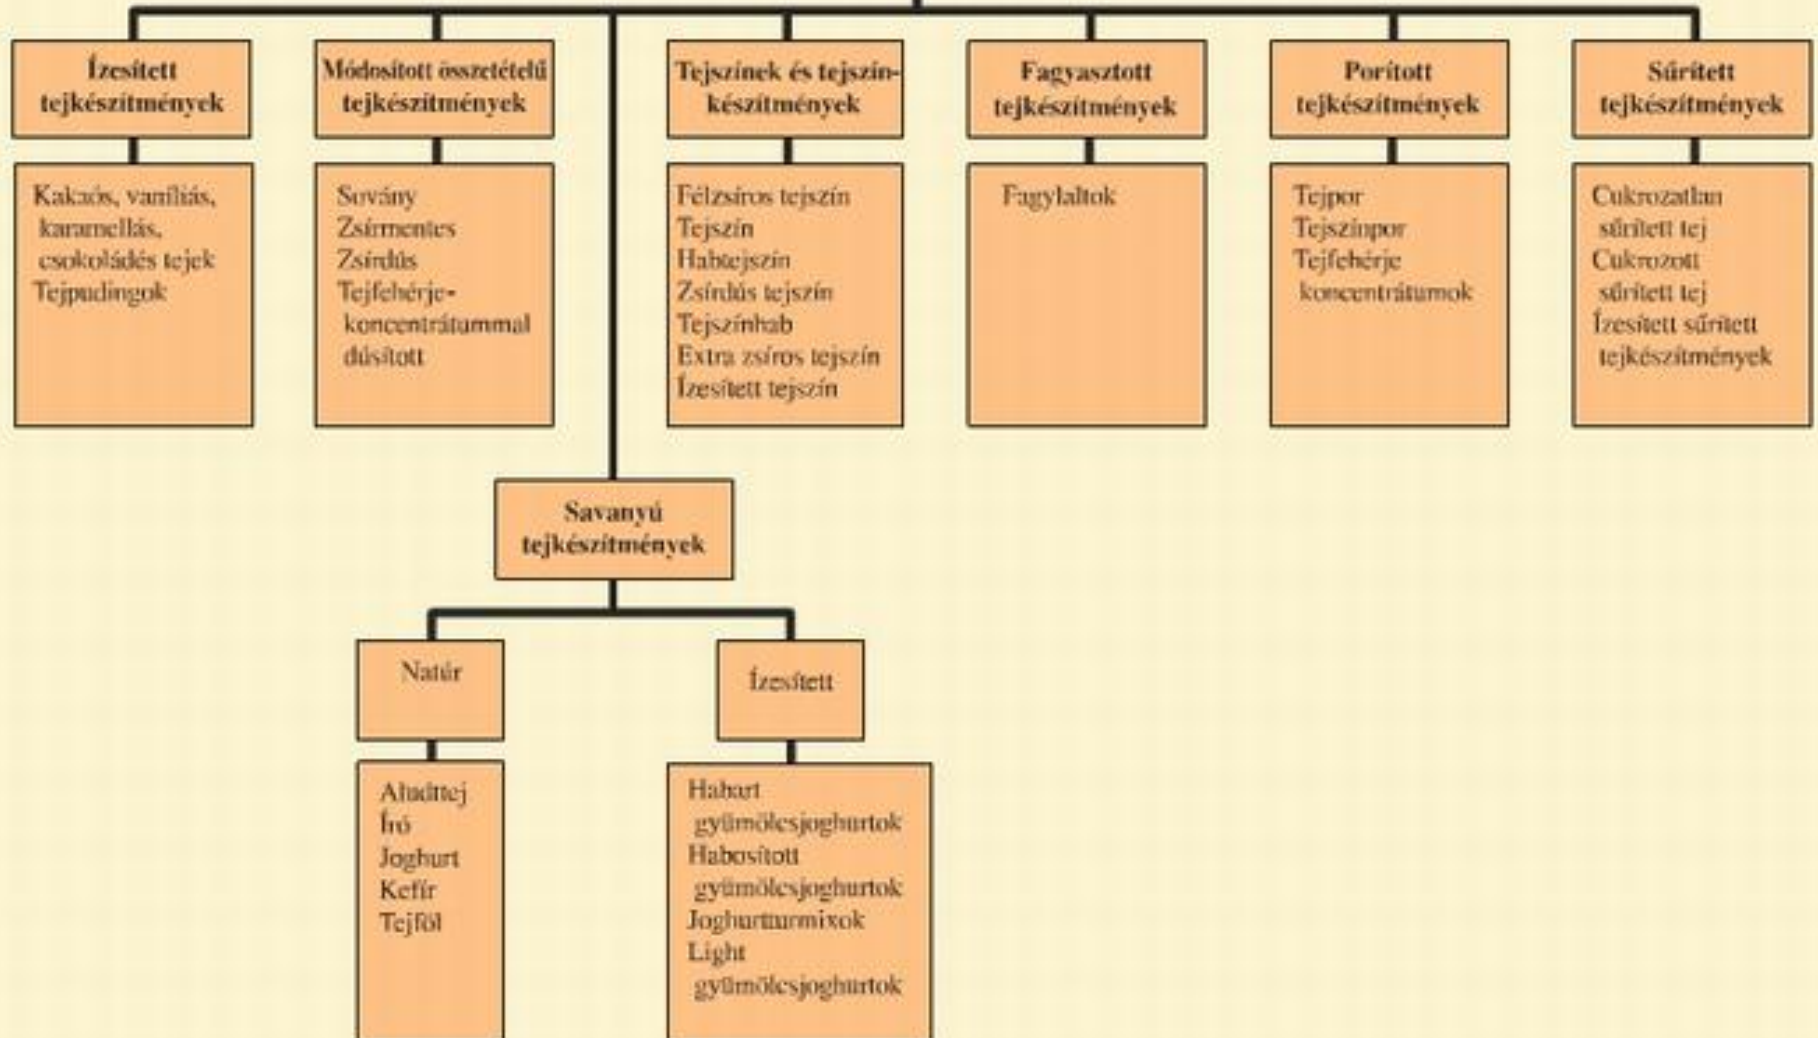 Ízesített
tejkészítmények
Kakaós, vaníliás,
karamellás,
csokoládés tejek
Tejpudingok
Módosított összetételű
tejkészítmények
Sovány
Zsírmentes
Zsírdús
Tejfehérje-
koncentrátummal
dúsított
Tejszínek és tejszín-
készítmények
Félzsíros tejszín
Tejszín
Habtejszín
Zsírdús tejszín
Tejszínhab
Extra zsíros tejszín
Ízesített tejszín
Fagyasztott
tejkészítmények
Fagylaltok
Porított
tejkészítmények
Tejpor
Tejszínpor
Tejfehérje
koncentrátumok
Sűrített
tejkészítmények
Cukrozatlan
sűrített tej
Cukrozott
sűrített tej
Ízesített sűrített
tejkészítmények
Savanyú
tejkészítmények
Natúr
Aludttej
Író
Joghurt
Kefír
Tejföl
Ízesített
Habart
gyümölcsjoghurtok
Habosított
gyümölcsjoghurtok
Joghurtturmixok
Light
gyümölcsjoghurtok